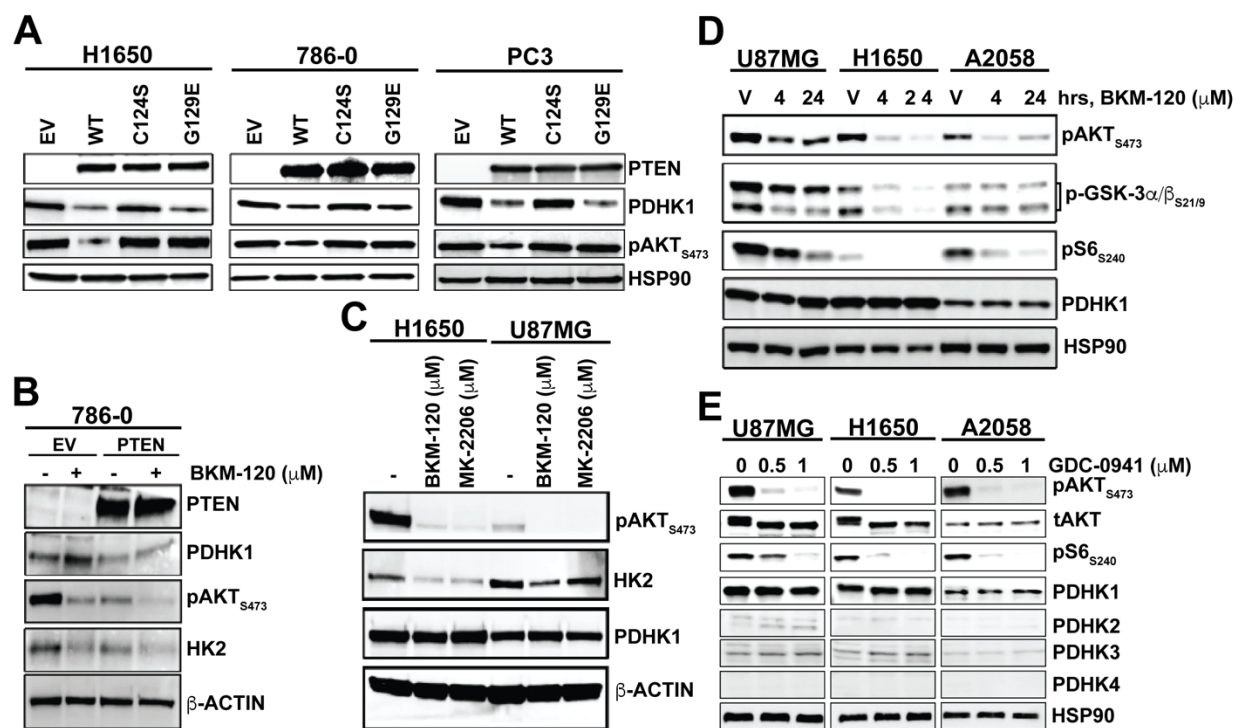 A
H1650 786-0 PC3
EV WT C124S G129E EV WT C124S G129E EV WT C124S G129E
PTEN
PDHK1
pAKTS473
HSP90
B
786-0
EV PTEN
- + - + BKM-120 (μM)
PTEN
PDHK1
pAKTS473
HK2
β-ACTIN
C
H1650 U87MG
- BKM-120 (μM) MK-2206 (μM) - BKM-120 (μM) MK-2206 (μM)
pAKTS473
HK2
PDHK1
β-ACTIN
D
U87MG H1650 A2058
V 4 24 V 4 2 4 V 4 24 hrs, BKM-120 (μM)
pAKTS473
p-GSK-3α/βS21/9
pS6S240
PDHK1
HSP90
E
U87MG H1650 A2058
0 0.5 1 0 0.5 1 0 0.5 1 GDC-0941 (μM)
pAKTS473
tAKT
pS6S240
PDHK1
PDHK2
PDHK3
PDHK4
HSP90